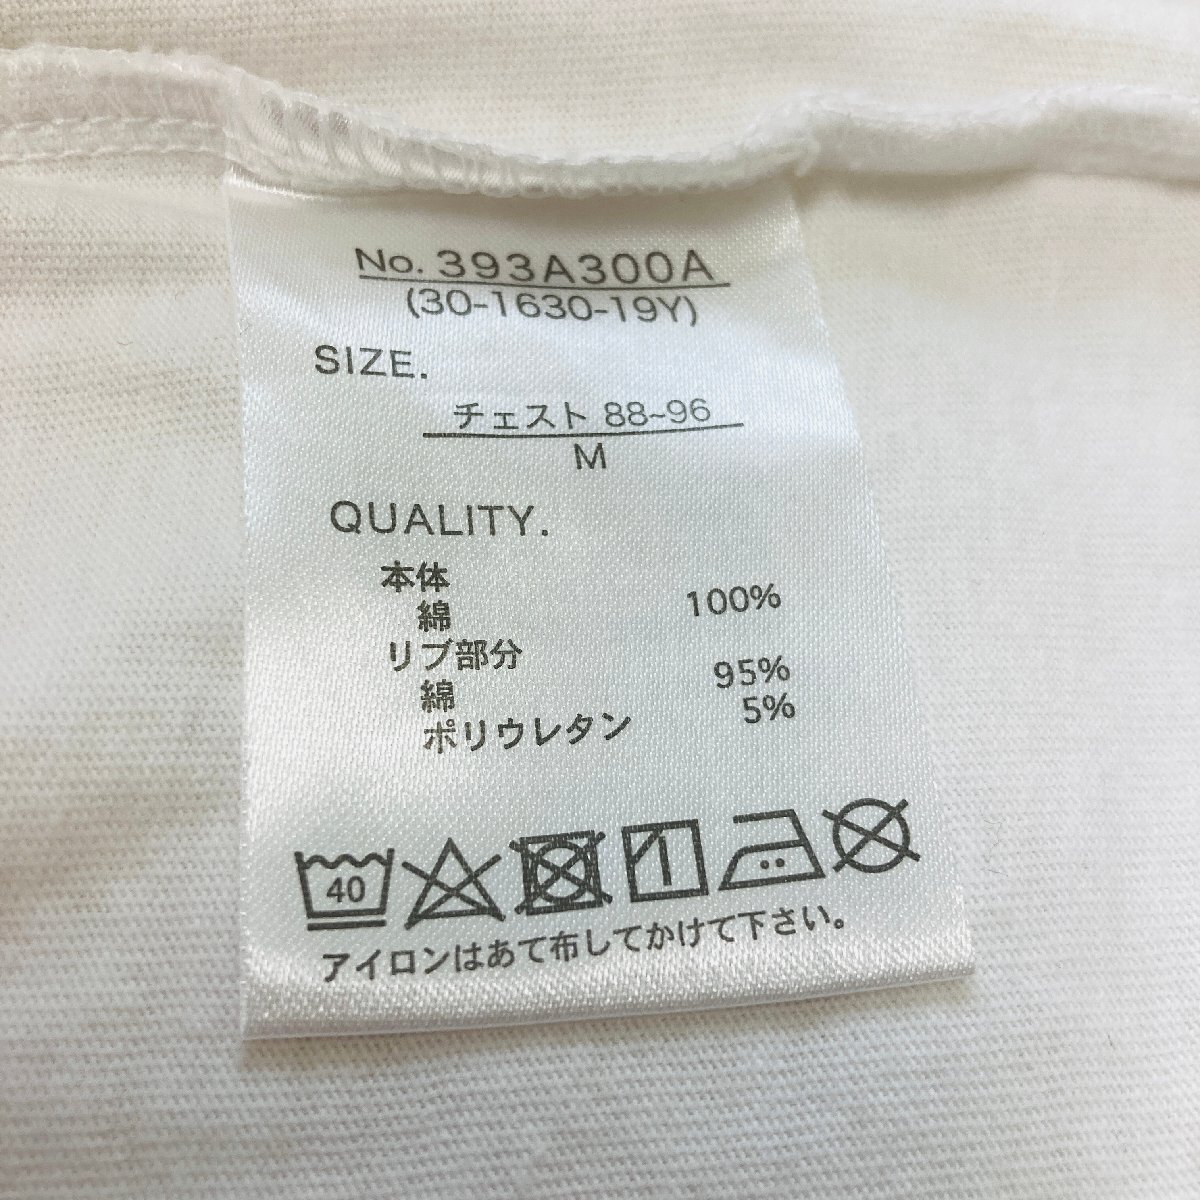 No. 393A300A
(30-1630-19Y)
SIZE.
チェスト 88~96
M
QUALITY.
本体
綿 100%
リブ部分
綿 95%
ポリウレタン 5%
40
アイロンはあて布してかけて下さい。